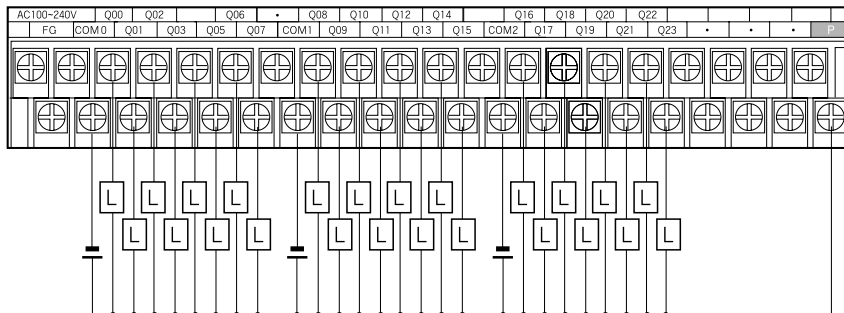 AC100~240V Q00 Q02 Q06 • Q08 Q10 Q12 Q14 Q16 Q18 Q20 Q22
FG COM0 Q01 Q03 Q05 Q07 COM1 Q09 Q11 Q13 Q15 COM2 Q17 Q19 Q21 Q23 • • • P
L L L L L L L L L L L L
L L L L L L L L L L L L